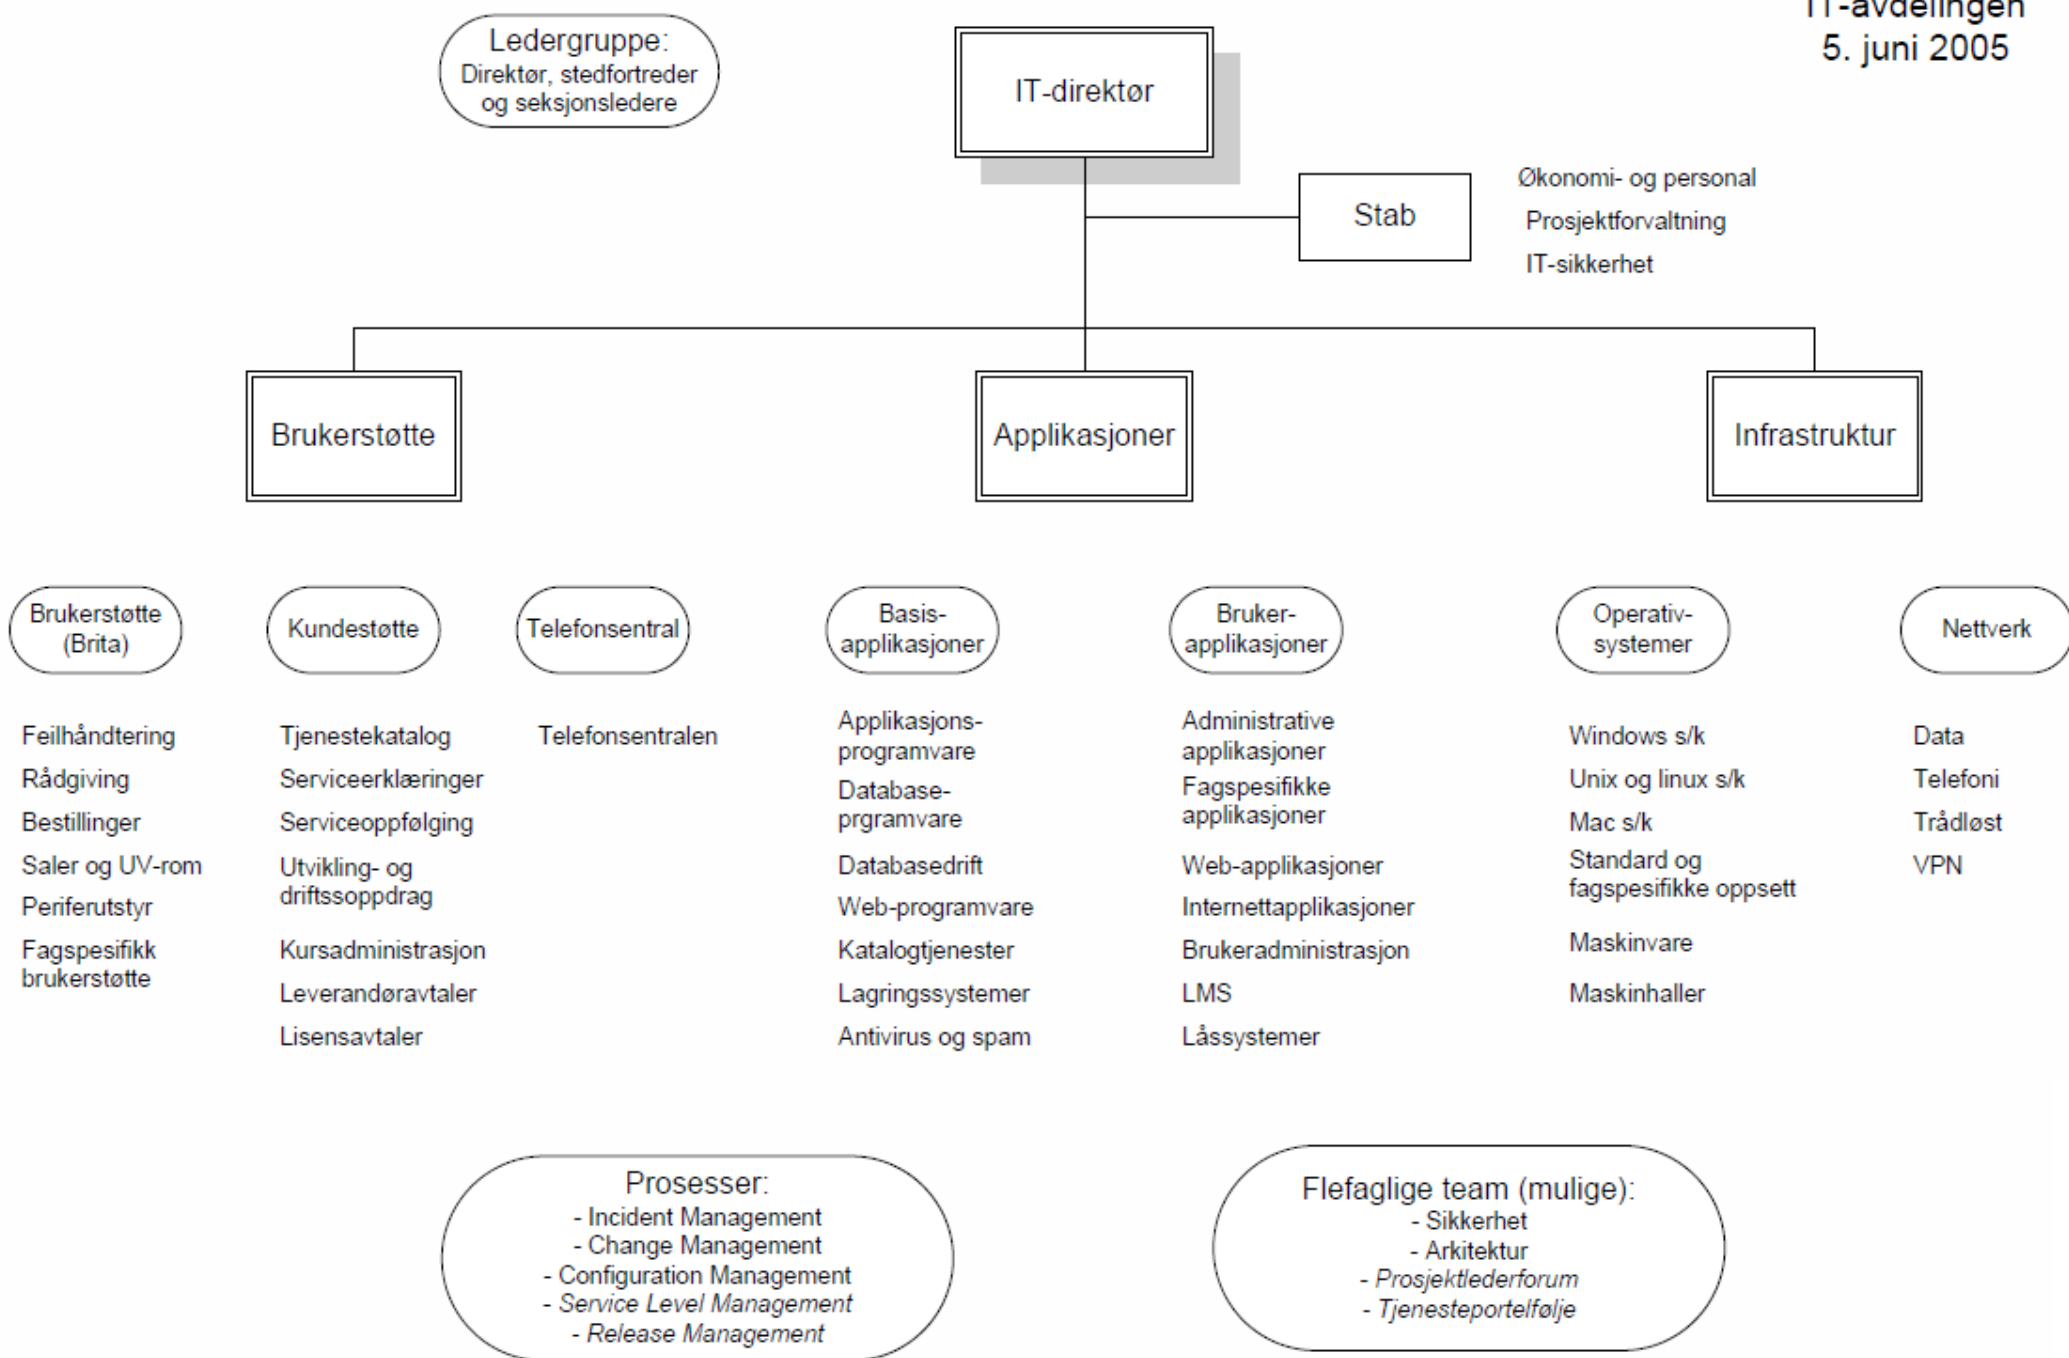 IT-avdelingen
5. juni 2005
Ledergruppe:
Direktør, stedfortreder
og seksjonsledere
IT-direktør
Stab
Økonomi- og personal
Prosjektforvaltning
IT-sikkerhet
Brukerstøtte
Applikasjoner
Infrastruktur
Brukerstøtte
(Brita)
Feilhåndtering
Rådgiving
Bestillinger
Saler og UV-rom
Periferutstyr
Fagspesifikk
brukerstøtte
Kundestøtte
Tjenestekatalog
Serviceerklæringer
Serviceoppfølging
Utvikling- og
driftssoppdrag
Kursadministrasjon
Leverandøravtaler
Lisensavtaler
Telefonsentral
Telefonsentralen
Basis-
applikasjoner
Applikasjons-
programvare
Database-
prgramvare
Databasedrift
Web-programvare
Katalogtjenester
Lagringssystemer
Antivirus og spam
Bruker-
applikasjoner
Administrative
applikasjoner
Fagspesifikke
applikasjoner
Web-applikasjoner
Internettapplikasjoner
Brukeradministrasjon
LMS
Låssystemer
Operativ-
systemer
Windows s/k
Unix og linux s/k
Mac s/k
Standard og
fagspesifikke oppsett
Maskinvare
Maskinhaller
Nettverk
Data
Telefoni
Trådløst
VPN
Prosesser:
- Incident Management
- Change Management
- Configuration Management
- Service Level Management
- Release Management
Flefaglige team (mulige):
- Sikkerhet
- Arkitektur
- Prosjektlederforum
- Tjenesteportelfølje